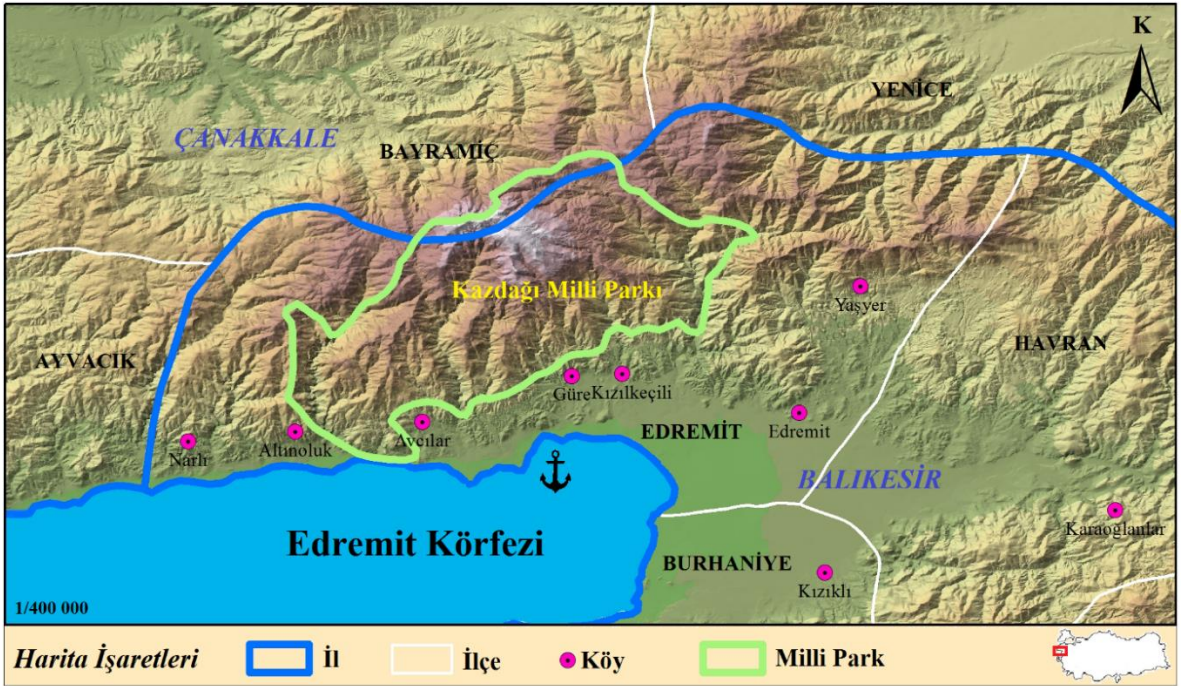 K
YENİCE
ÇANAKKALE
BAYRAMİÇ
Kazdağı Milli Parkı
Yaşyer
AYVACIK
HAVRAN
Güre
Kızılkeçili
Narlı
Altınoluk
Avcılar
EDREMİT
Edremit
BALIKESİR
Karaoğlanlar
Edremit Körfezi
BURHANİYE
Kızıklı
1/400 000
Harita İşaretleri
İl
İlçe
Köy
Milli Park